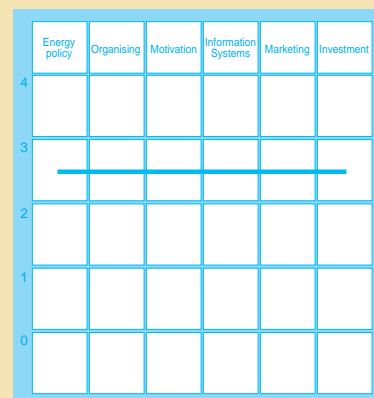 Energy policy
Organising
Motivation
Information Systems
Marketing
Investment
4
3
2
1
0